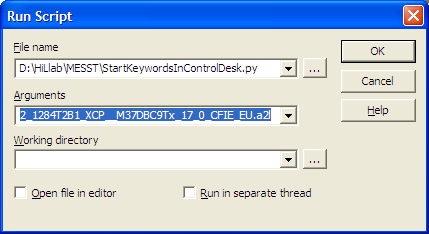 Run Script
File name
D:\HiLlab\MESST\StartKeywordsInControlDesk.py
...
OK
Cancel
Help
Arguments
2_1284T2B1_XCP__M37DBC9Tx_17_0_CFIE_EU.a2l
Working directory
...
Open file in editor
Run in separate thread